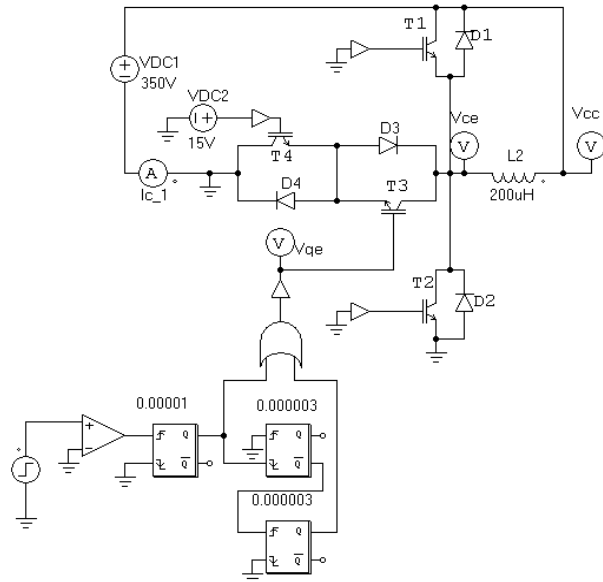 T1
D1
VDC1
350V
VDC2
15V
T4
D3
Vce
Vcc
V
V
L2
200uH
A
Ic_1
D4
T3
V
Vqe
T2
D2
0.00001
0.000003
+
-
Q
Q
Q
Q
0.000003
Q
Q